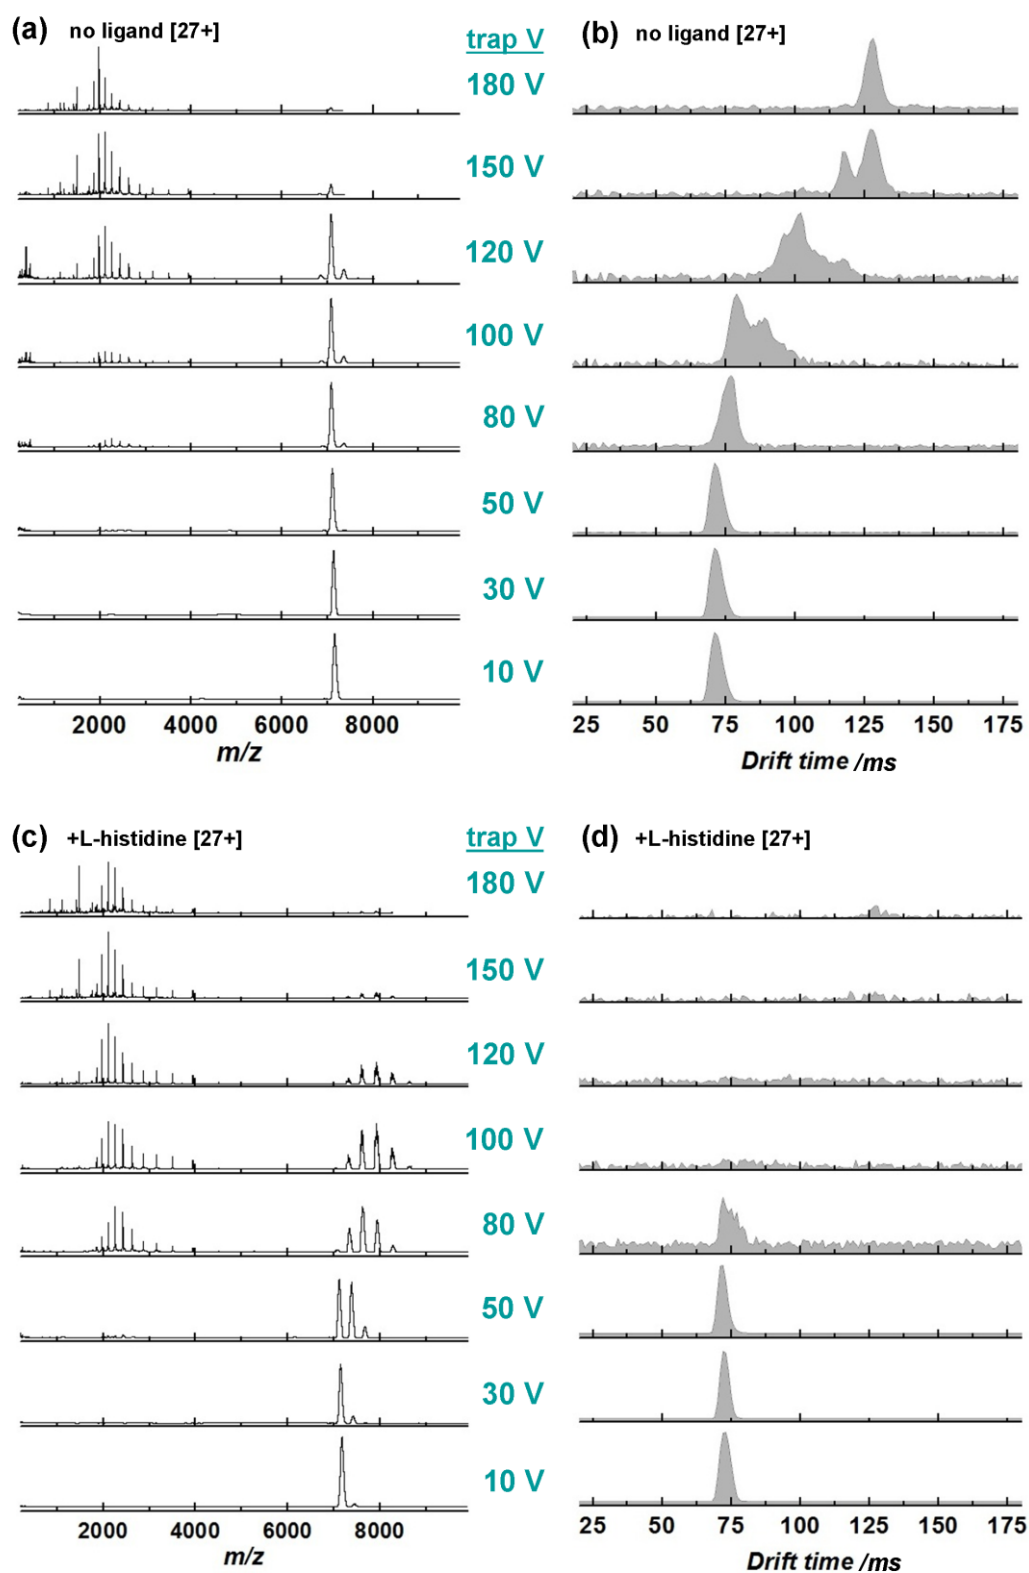 (a) no ligand [27+]
trap V
180 V
150 V
120 V
100 V
80 V
50 V
30 V
10 V
2000 4000 6000 8000
m/z
(b) no ligand [27+]
25 50 75 100 125 150 175
Drift time /ms
(c) +L-histidine [27+]
trap V
180 V
150 V
120 V
100 V
80 V
50 V
30 V
10 V
2000 4000 6000 8000
m/z
(d) +L-histidine [27+]
25 50 75 100 125 150 175
Drift time /ms